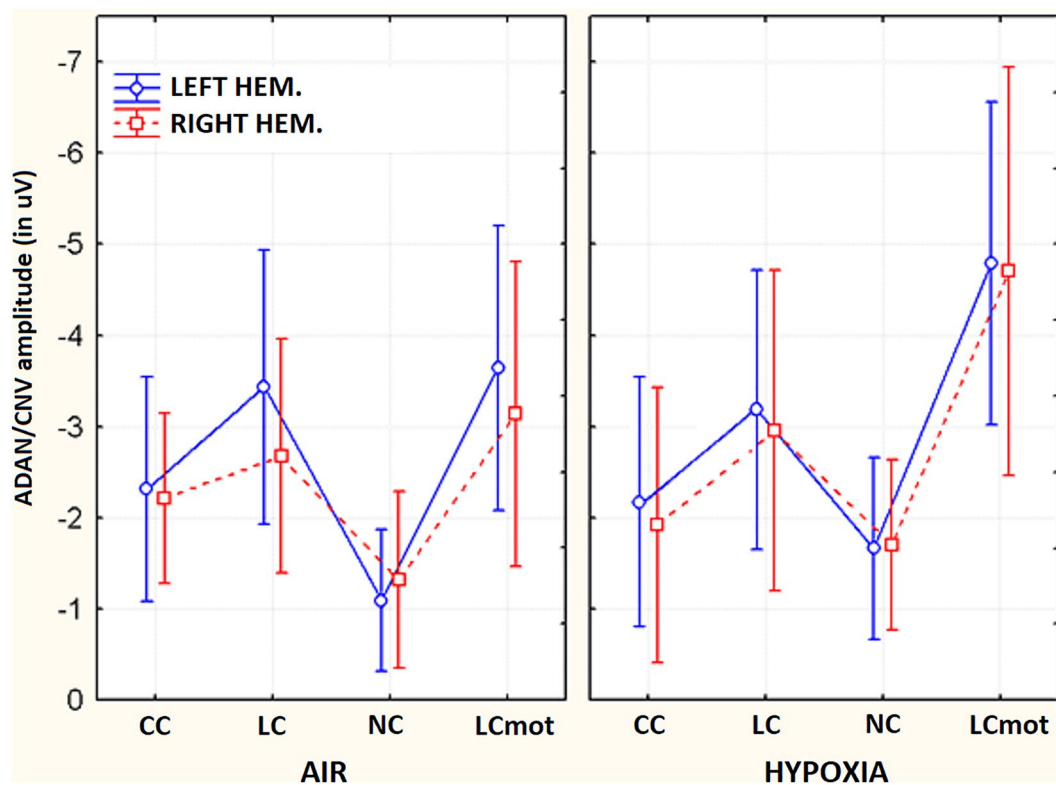 ADAN/CNV amplitude (in uV)
-7
-6
-5
-4
-3
-2
-1
0
LEFT HEM.
RIGHT HEM.
CC LC NC LCmot
AIR
CC LC NC LCmot
HYPOXIA